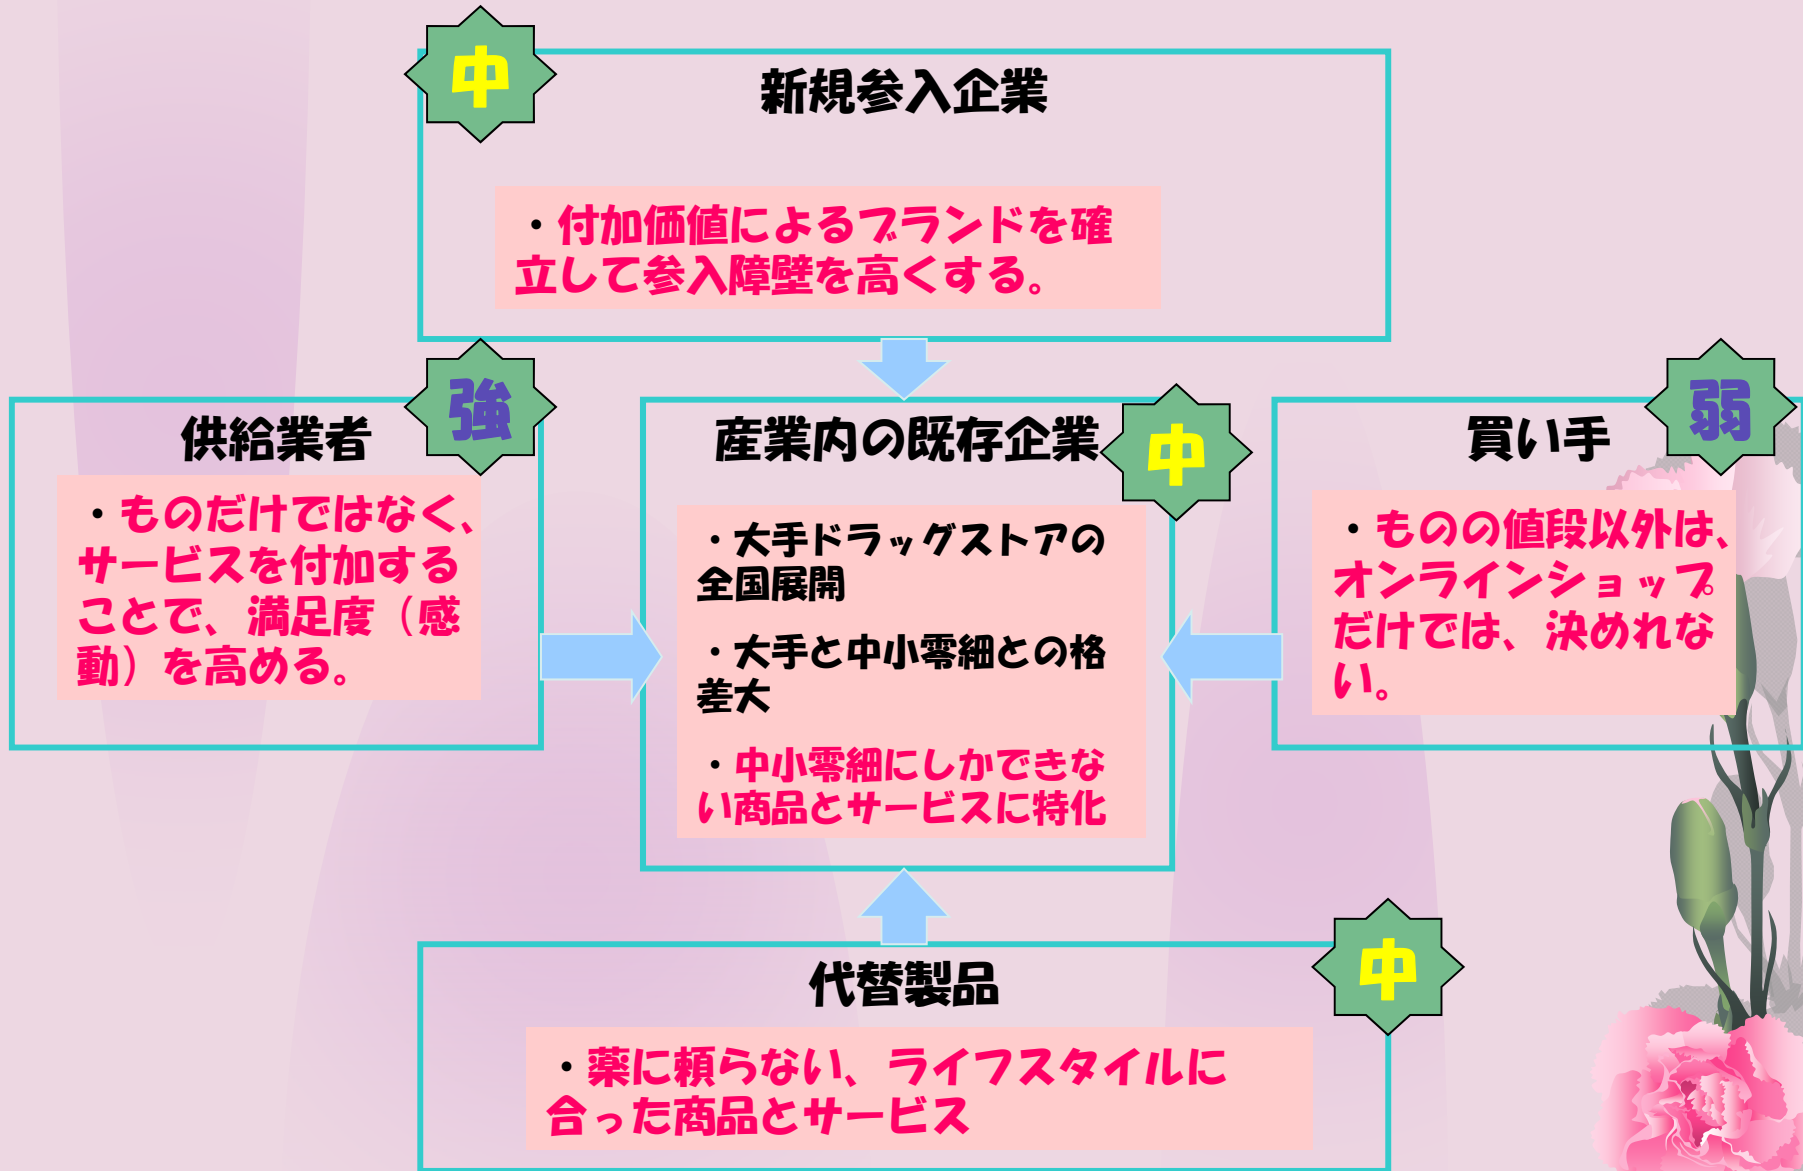 中
新規参入企業
・付加価値によるブランドを確
立して参入障壁を高くする。
強
供給業者
・ものだけではなく、
サービスを付加する
ことで、満足度（感
動）を高める。
中
産業内の既存企業
・大手ドラッグストアの
全国展開
・大手と中小零細との格
差大
・中小零細にしかできな
い商品とサービスに特化
弱
買い手
・ものの値段以外は、
オンラインショップ
だけでは、決めれな
い。
中
代替製品
・薬に頼らない、ライフスタイルに
合った商品とサービス